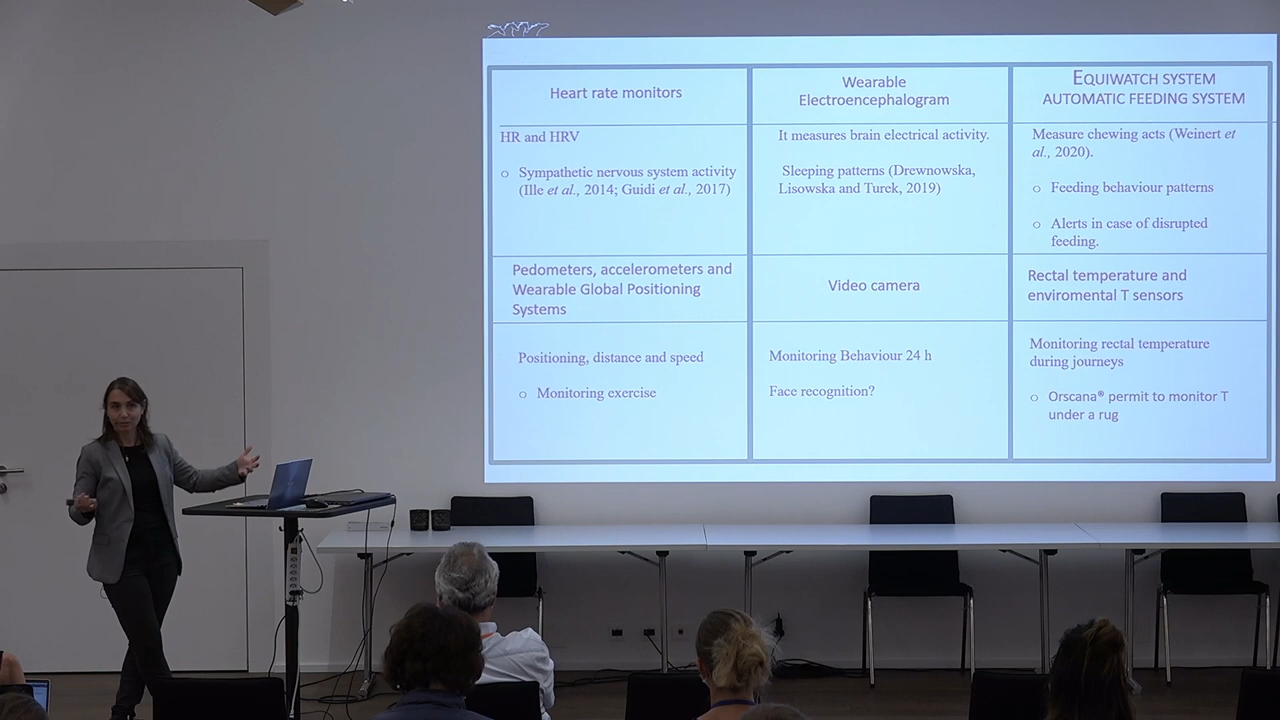 Heart rate monitors
Wearable
Electroencephalogram
EQUIWATCH SYSTEM
AUTOMATIC FEEDING SYSTEM
HR and HRV
o Sympathetic nervous system activity
(Ille et al., 2014; Guidi et al., 2017)
It measures brain electrical activity.
Sleeping patterns (Drewnowska,
Lisowska and Turek, 2019)
Measure chewing acts (Weinert et
al., 2020).
o Feeding behaviour patterns
o Alerts in case of disrupted
feeding.
Pedometers, accelerometers and
Wearable Global Positioning
Systems
Video camera
Rectal temperature and
enviromental T sensors
Positioning, distance and speed
o Monitoring exercise
Monitoring Behaviour 24 h
Face recognition?
Monitoring rectal temperature
during journeys
o Orscana® permit to monitor T
under a rug